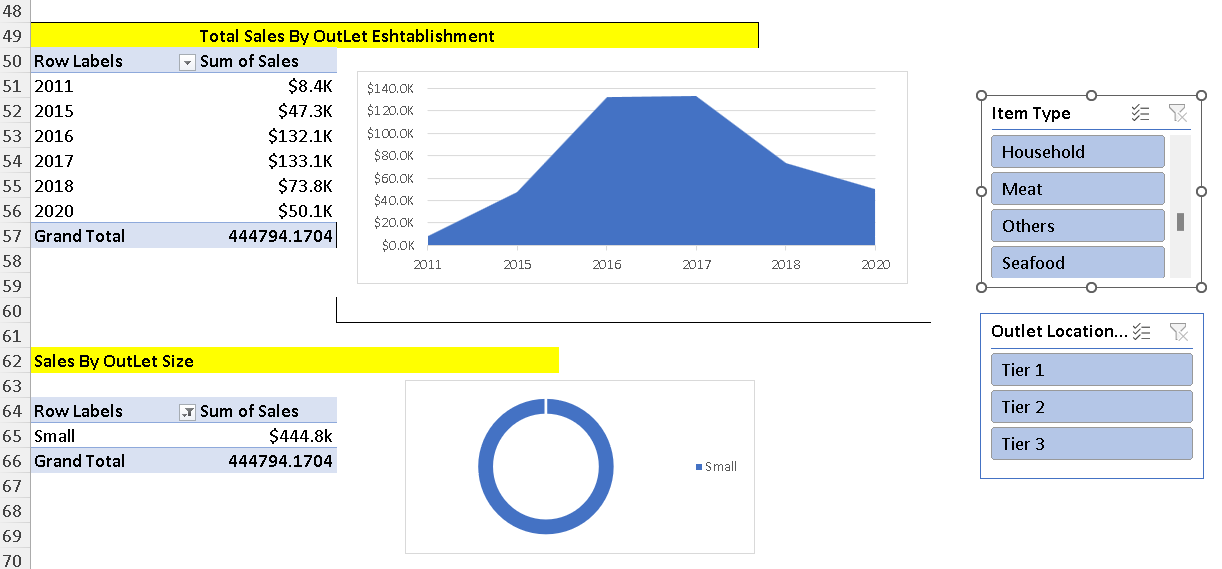 48
49 Total Sales By OutLet Eshtablishment
50 Row Labels Sum of Sales
51 2011 $8.4K
52 2015 $47.3K
53 2016 $132.1K
54 2017 $133.1K
55 2018 $73.8K
56 2020 $50.1K
57 Grand Total 444794.1704
58
59
60
61
62 Sales By OutLet Size
63
64 Row Labels Sum of Sales
65 Small $444.8k
66 Grand Total 444794.1704
67
68
69
70
$140.0K
$120.0K
$100.0K
$80.0K
$60.0K
$40.0K
$20.0K
$0.0K
2011 2015 2016 2017 2018 2020
Small
Item Type
Household
Meat
Others
Seafood
Outlet Location...
Tier 1
Tier 2
Tier 3